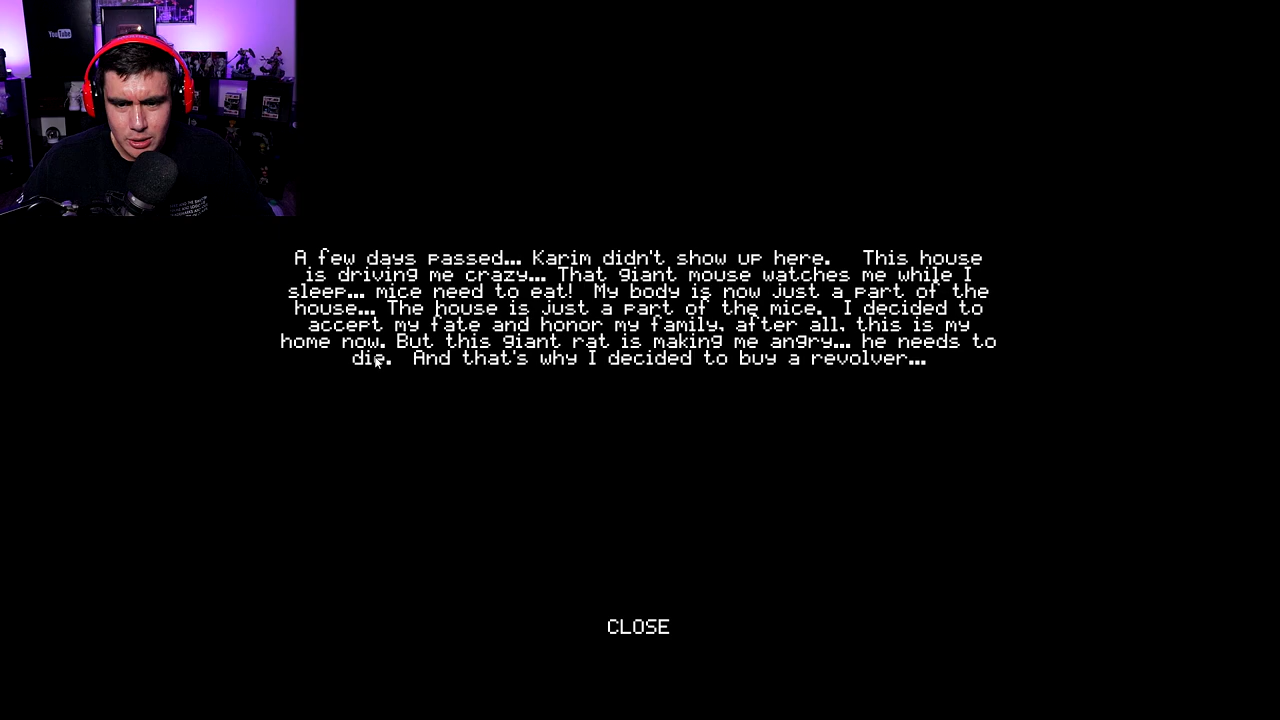 YouTube
A few days passed... Karim didn't show up here. This house
is driving me crazy... That giant mouse watches me while I
sleep... mice need to eat! My body is now just a part of the
house... The house is just a part of the mice. I decided to
accept my fate and honor my family, after all, this is my
home now. But this giant rat is making me angry... he needs to
die. And that's why I decided to buy a revolver...
CLOSE